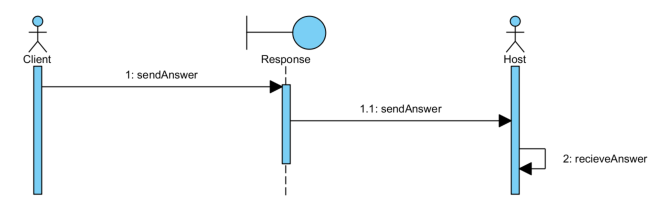 Client
Response
Host
1: sendAnswer
1.1: sendAnswer
2: recieveAnswer